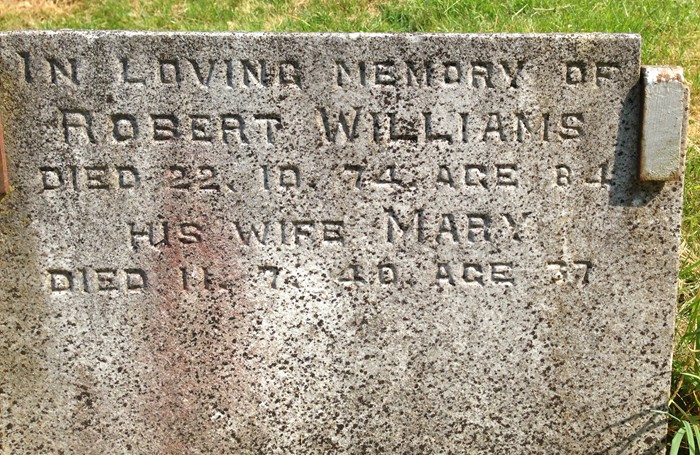 IN LOVING MEMORY OF
ROBERT WILLIAMS
DIED 22. 10. 74. AGE 84
HIS WIFE MARY
DIED 11. 7. 40. AGE 37